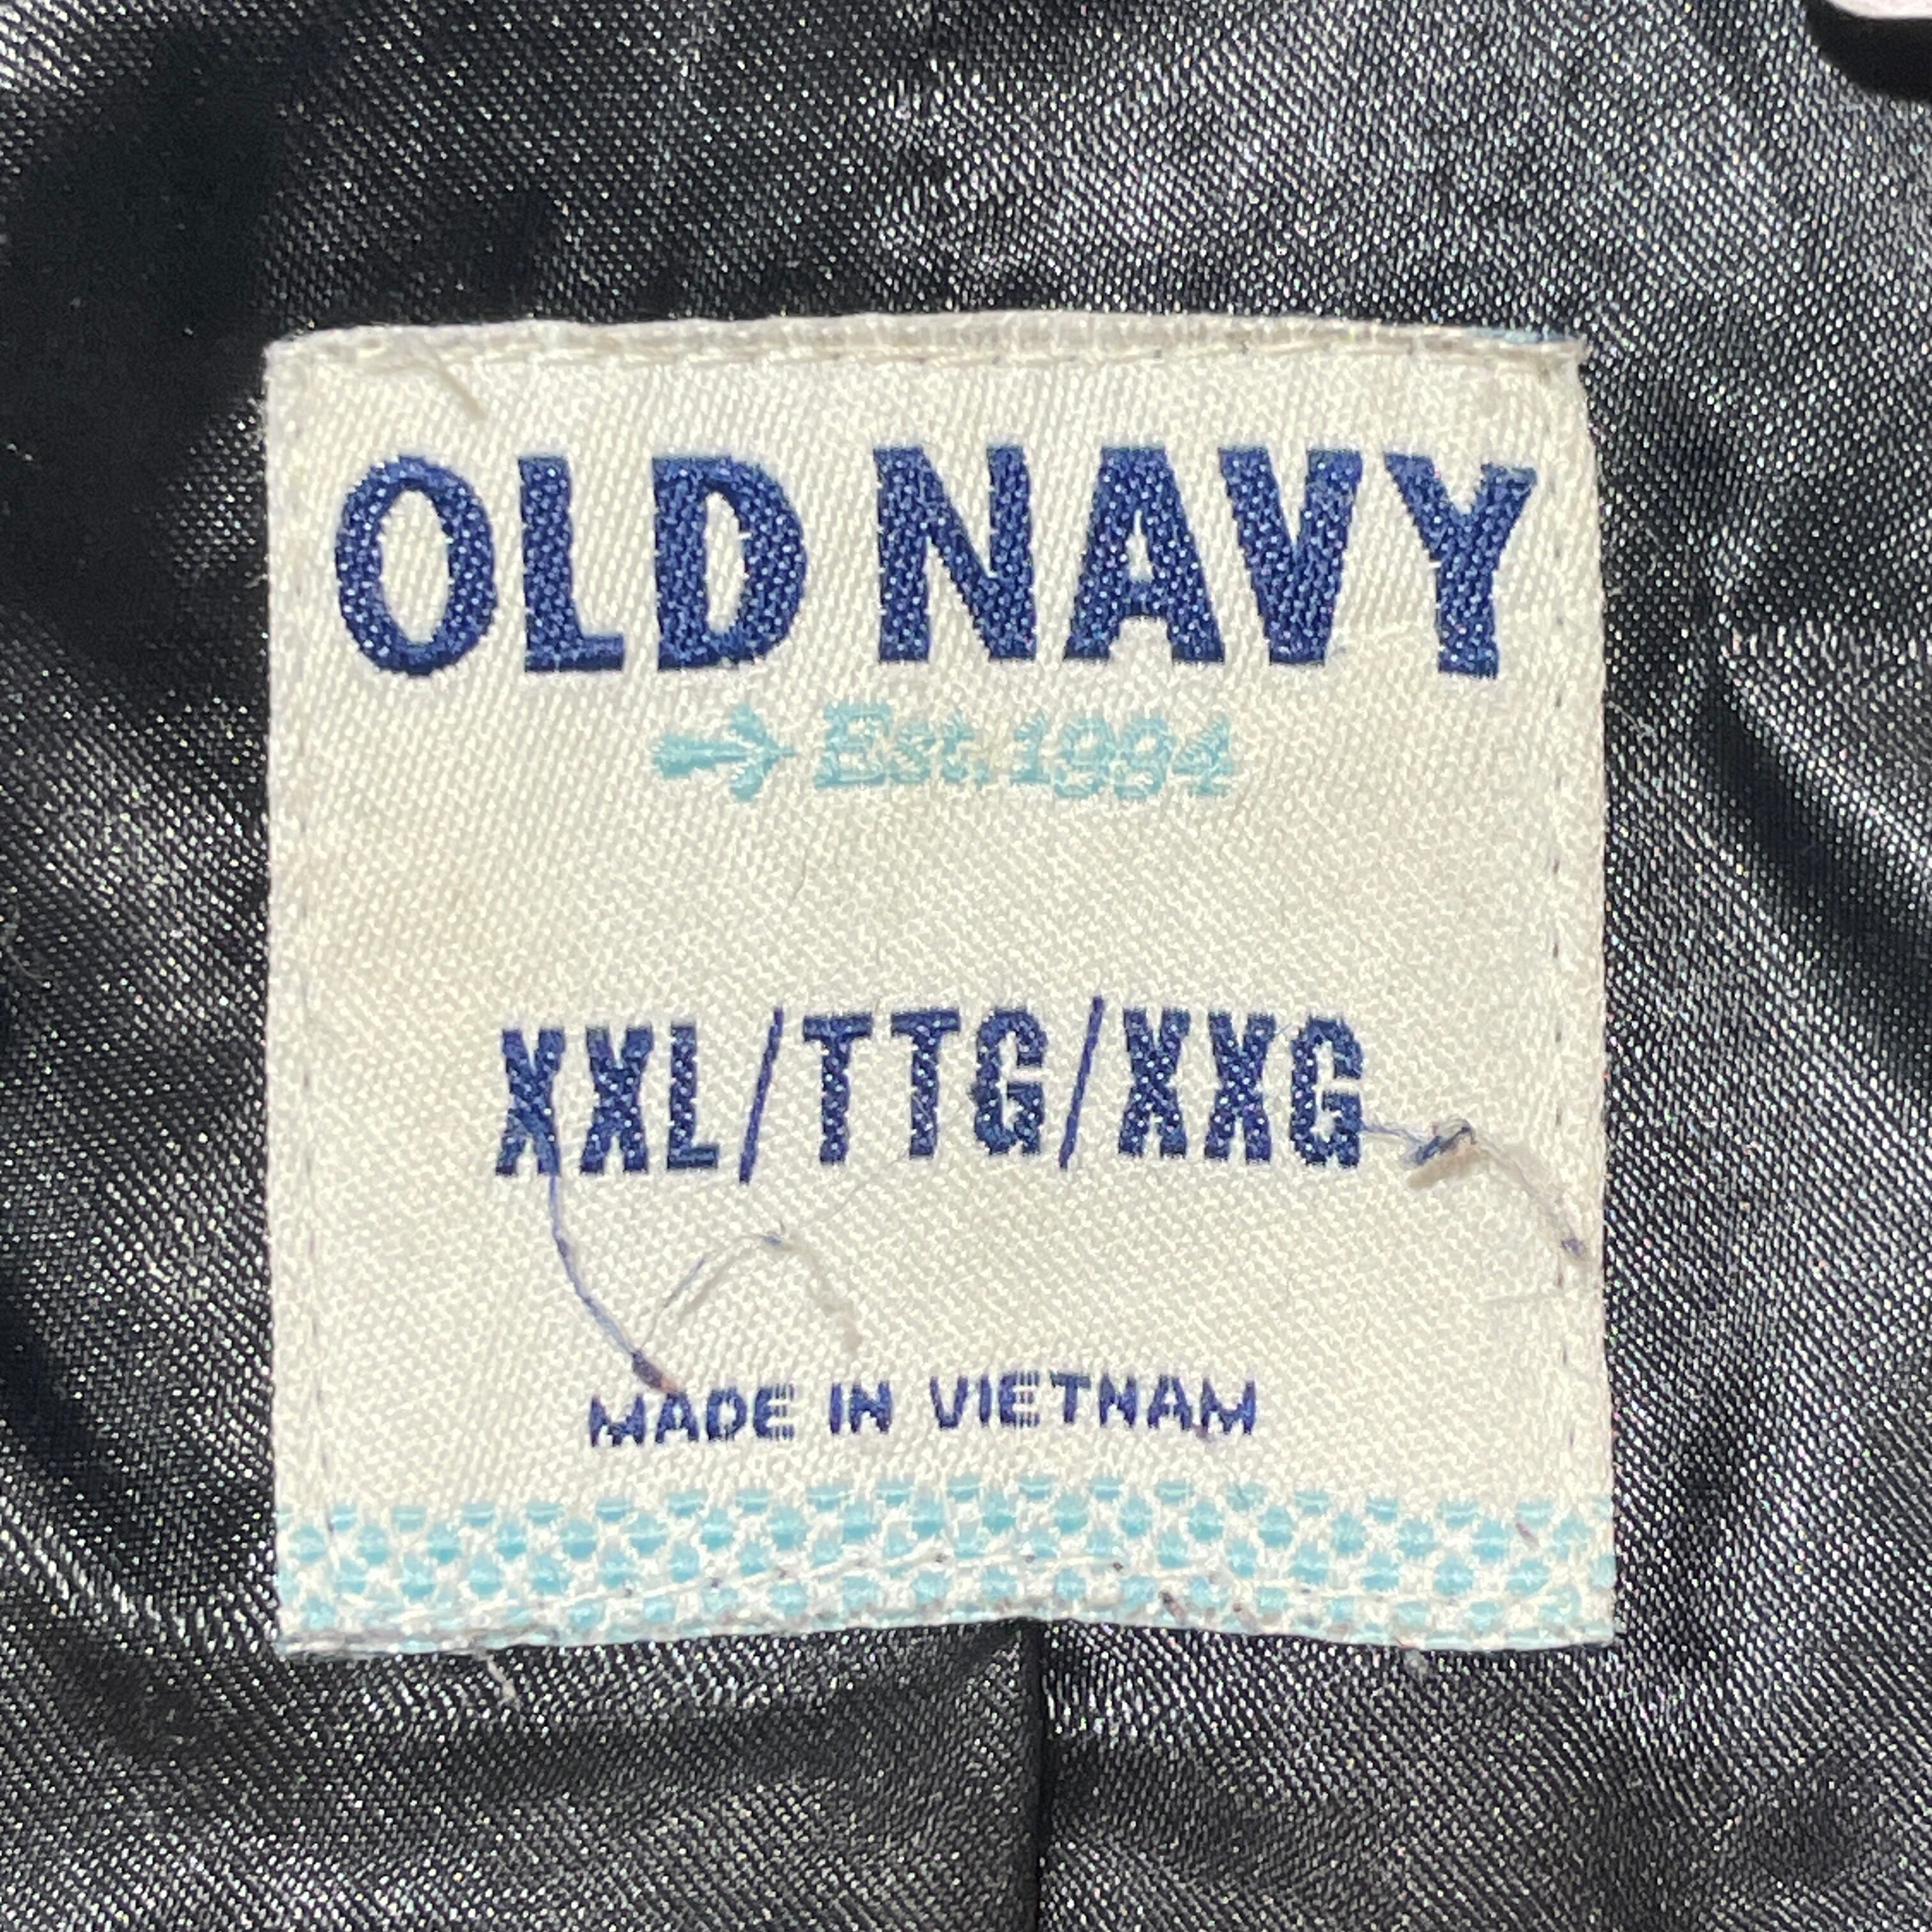 OLD NAVY
Est. 1994
XXL/TTG/XXG
MADE IN VIETNAM